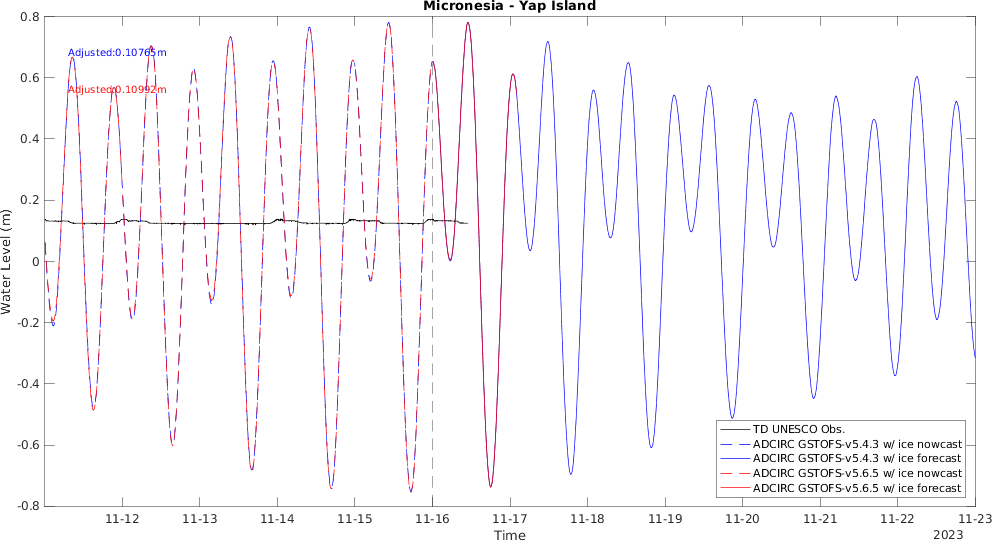 Micronesia - Yap Island
Water Level (m)
0.8
0.6
0.4
0.2
0
-0.2
-0.4
-0.6
-0.8
Adjusted:0.10765m
Adjusted:0.10992m
TD UNESCO Obs.
ADCIRC GSTOFS-v5.4.3 w/ ice nowcast
ADCIRC GSTOFS-v5.4.3 w/ ice forecast
ADCIRC GSTOFS-v5.6.5 w/ ice nowcast
ADCIRC GSTOFS-v5.6.5 w/ ice forecast
11-12 11-13 11-14 11-15 11-16 11-17 11-18 11-19 11-20 11-21 11-22 11-23
Time
2023